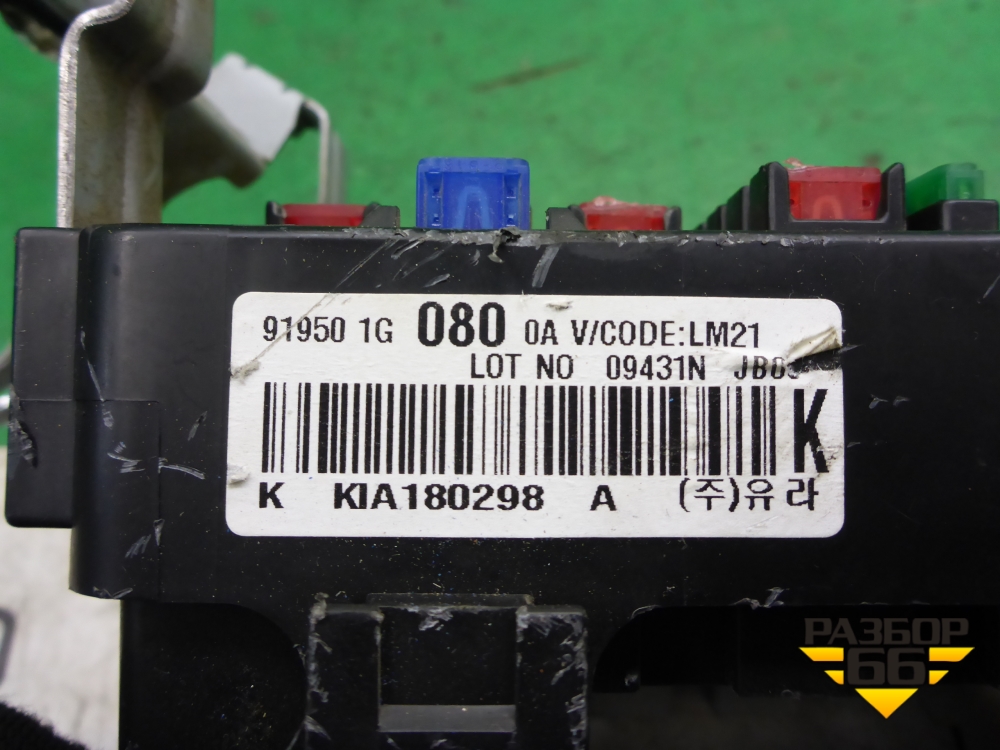 91950 1G 080 0A V/CODE:LM21
LOT NO 09431N
K
K KIA180298 A (주)유라
РАЗБОР
66